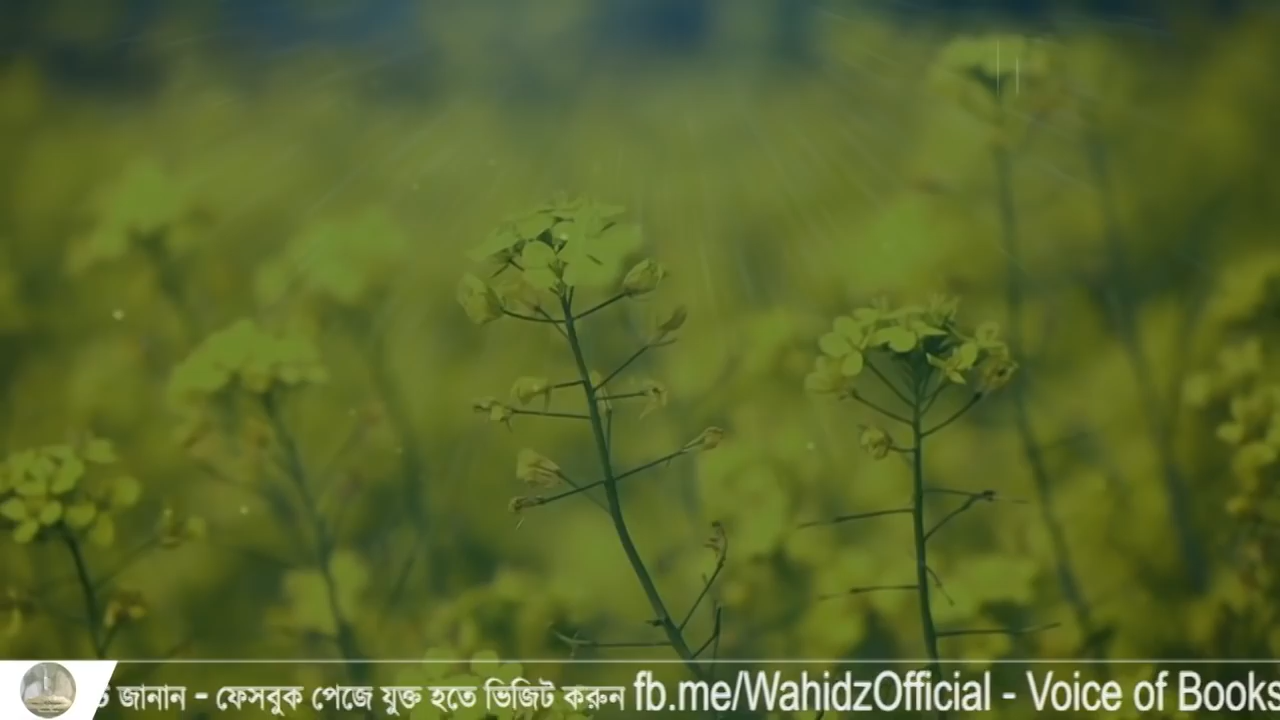 জানান - ফেসবুক পেজে যুক্ত হতে ভিজিট করুন fb.me/WahidzOfficial - Voice of Books